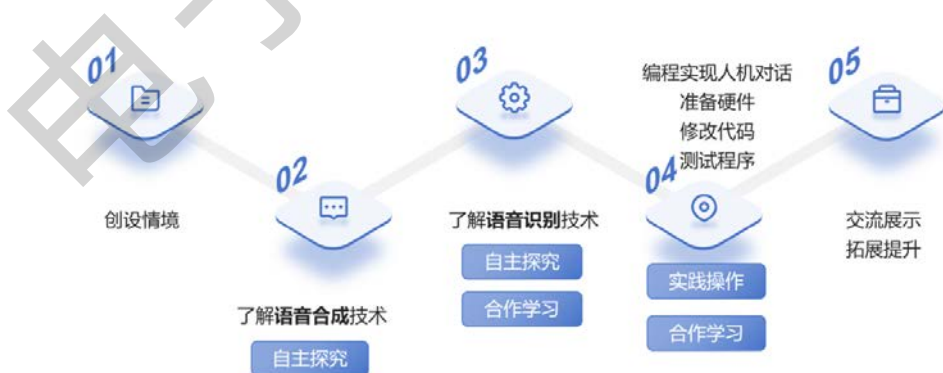 01
创设情境
02
了解语音合成技术
自主探究
03
了解语音识别技术
自主探究
合作学习
编程实现人机对话
准备硬件
修改代码
测试程序
04
实践操作
合作学习
05
交流展示
拓展提升
电子